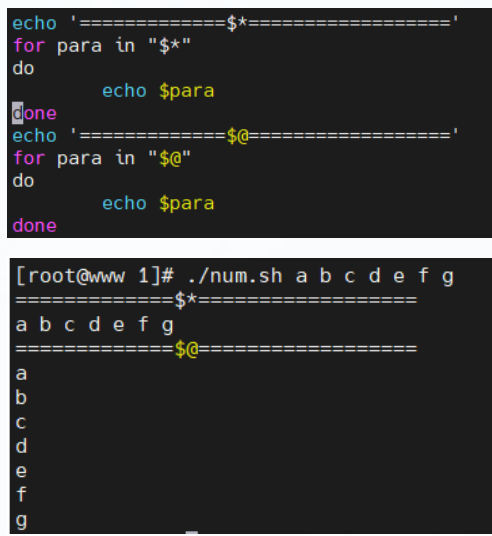 echo '=============$*=================='
for para in "$*"
do
        echo $para
done
echo '=============$@=================='
for para in "$@"
do
        echo $para
done
[root@www 1]# ./num.sh a b c d e f g
=============$*==================
a b c d e f g
=============$@==================
a
b
c
d
e
f
g